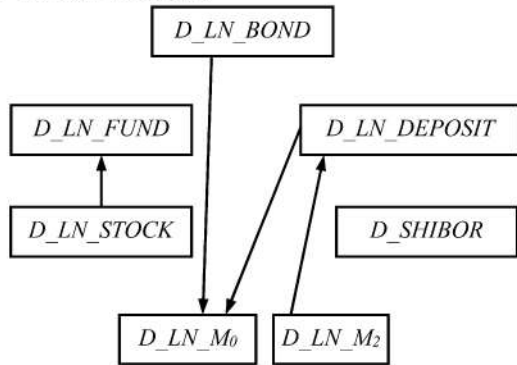 D_LN_BOND
D_LN_FUND
D_LN_DEPOSIT
D_LN_STOCK
D_SHIBOR
D_LN_M₀
D_LN_M₂